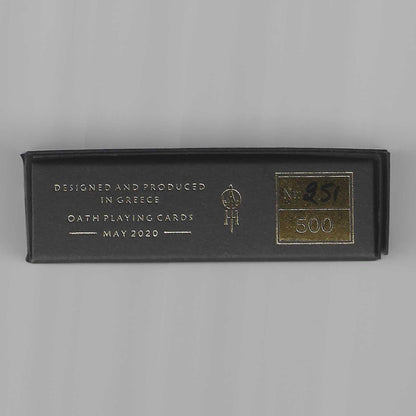 DESIGNED AND PRODUCED
IN GREECE
OATH PLAYING CARDS
MAY 2020
Nº 251
500